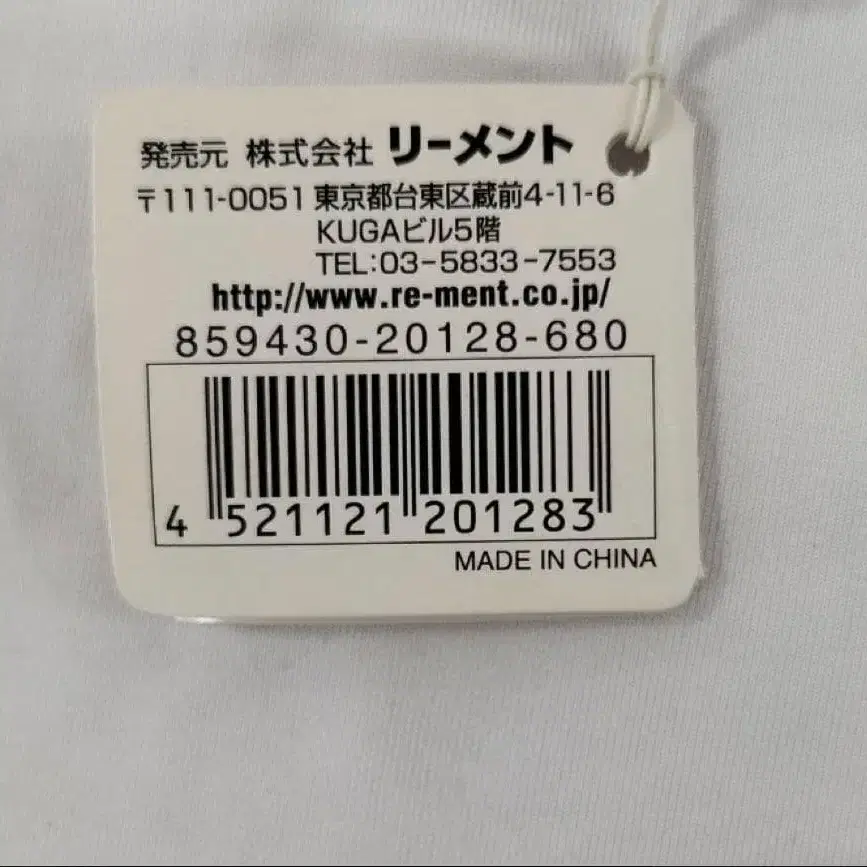 発売元 株式会社 リーメント
〒111-0051 東京都台東区蔵前4-11-6
KUGAビル5階
TEL:03-5833-7553
http://www.re-ment.co.jp/
859430-20128-680
4 521121 201283
MADE IN CHINA